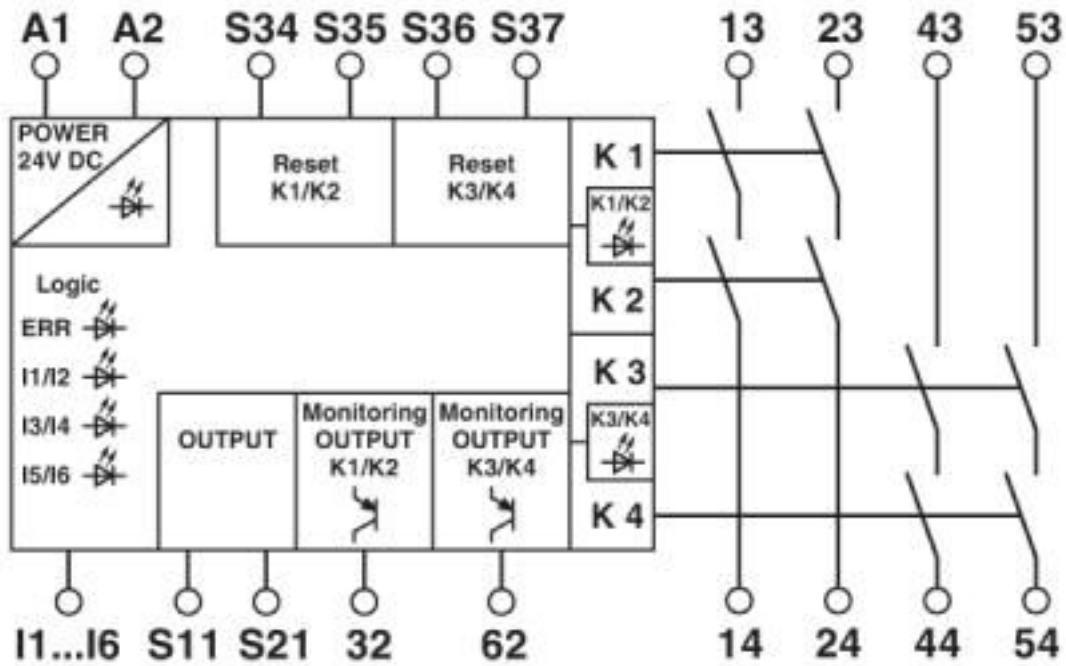 A1 A2 S34 S35 S36 S37 13 23 43 53
POWER
24V DC
Reset
K1/K2
Reset
K3/K4
K 1
K1/K2
K 2
Logic
ERR
I1/I2
I3/I4
I5/I6
OUTPUT
Monitoring
OUTPUT
K1/K2
Monitoring
OUTPUT
K3/K4
K 3
K3/K4
K 4
I1...I6 S11 S21 32 62 14 24 44 54